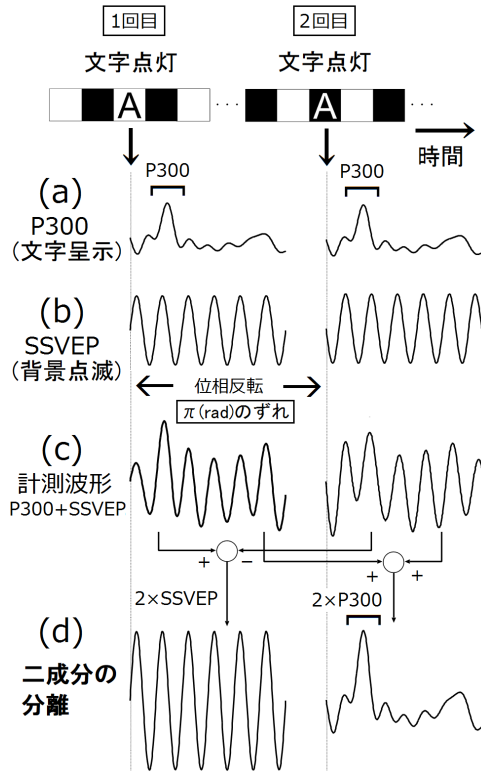 1回目
2回目
文字点灯
文字点灯
A
･･･
A
･･･
時間
(a)
P300
(文字呈示)
P300
P300
(b)
SSVEP
(背景点滅)
位相反転
π(rad)のずれ
(c)
計測波形
P300+SSVEP
+
−
+
+
2×SSVEP
2×P300
(d)
二成分の
分離